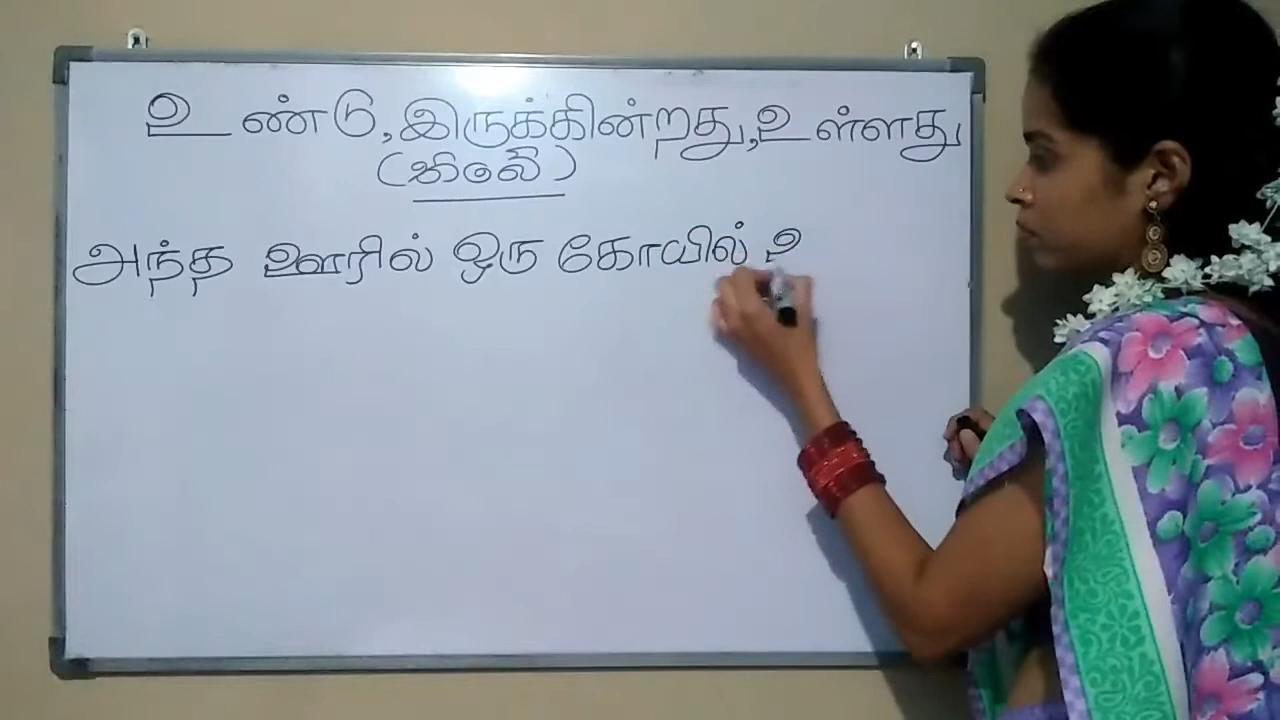 உண்டு, இருக்கின்றது, உள்ளது
(கிலே)
அந்த ஊரில் ஒரு கோயில் உ